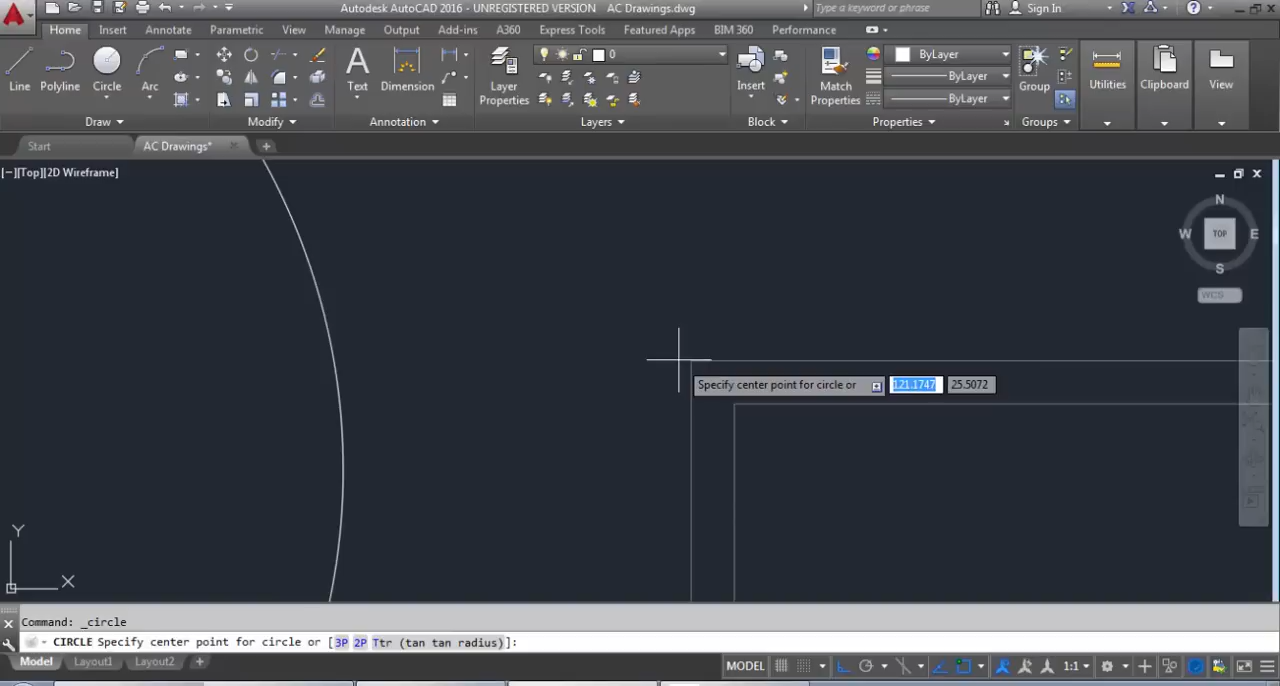 Autodesk AutoCAD 2016 - UNREGISTERED VERSION AC Drawings.dwg Type a keyword or phrase Sign In
Home Insert Annotate Parametric View Manage Output Add-ins A360 Express Tools Featured Apps BIM 360 Performance
0 ByLayer
ByLayer
ByLayer
Line Polyline Circle Arc Text Dimension Layer Properties Insert Match Properties Group Utilities Clipboard View
Draw Modify Annotation Layers Block Properties Groups
Start AC Drawings*
[−][Top][2D Wireframe]
N
W TOP E
S
WCS
Specify center point for circle or 121.1747 25.5072
Y
X
Command: _circle
CIRCLE Specify center point for circle or [3P 2P Ttr (tan tan radius)]:
Model Layout1 Layout2 MODEL 1:1